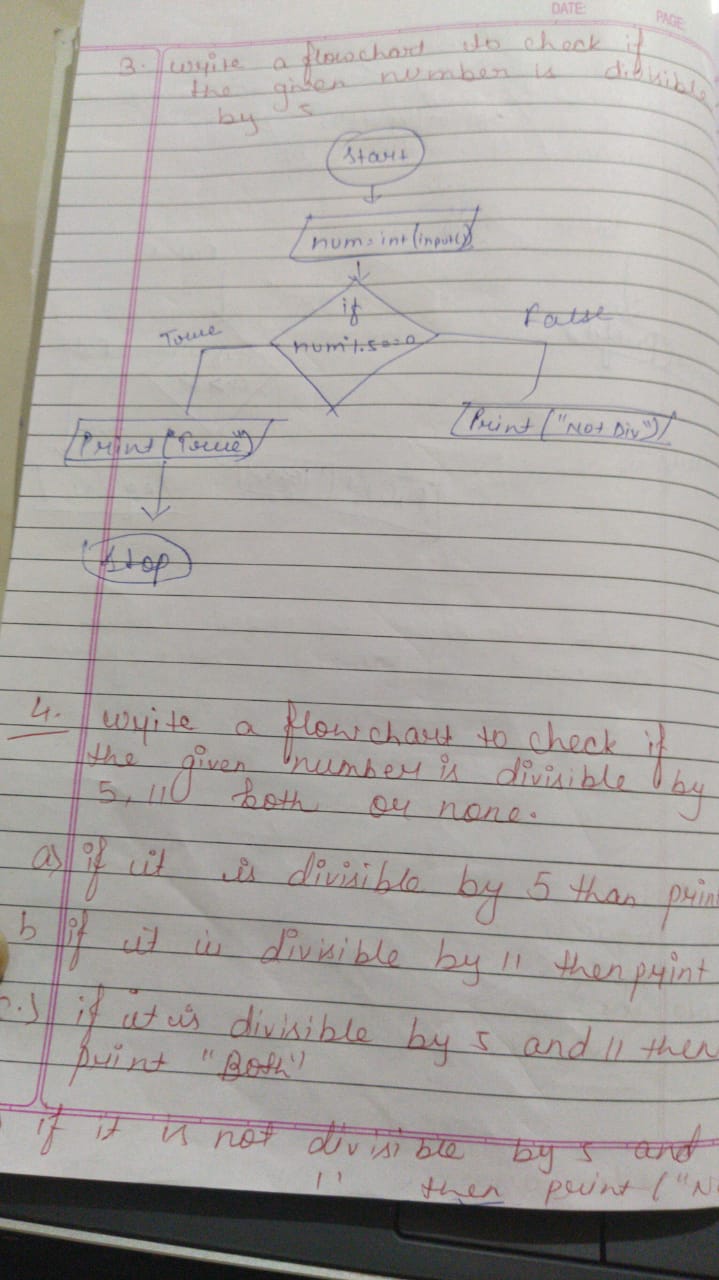 DATE:
PAGE:
3. write a flowchart to check if
the given number is divisible
by 5
Start
num=int(input())
if
num%5==0
True
False
Print("True")
Print("Not Div")
Stop
4. write a flowchart to check if
the given number is divisible by
5, 11 both or none.
a) if it is divisible by 5 than print
b if it is divisible by 11 then print
c.) if it is divisible by 5 and 11 then
print "Both"
if it is not divisible by 5 and
11 then print ("N